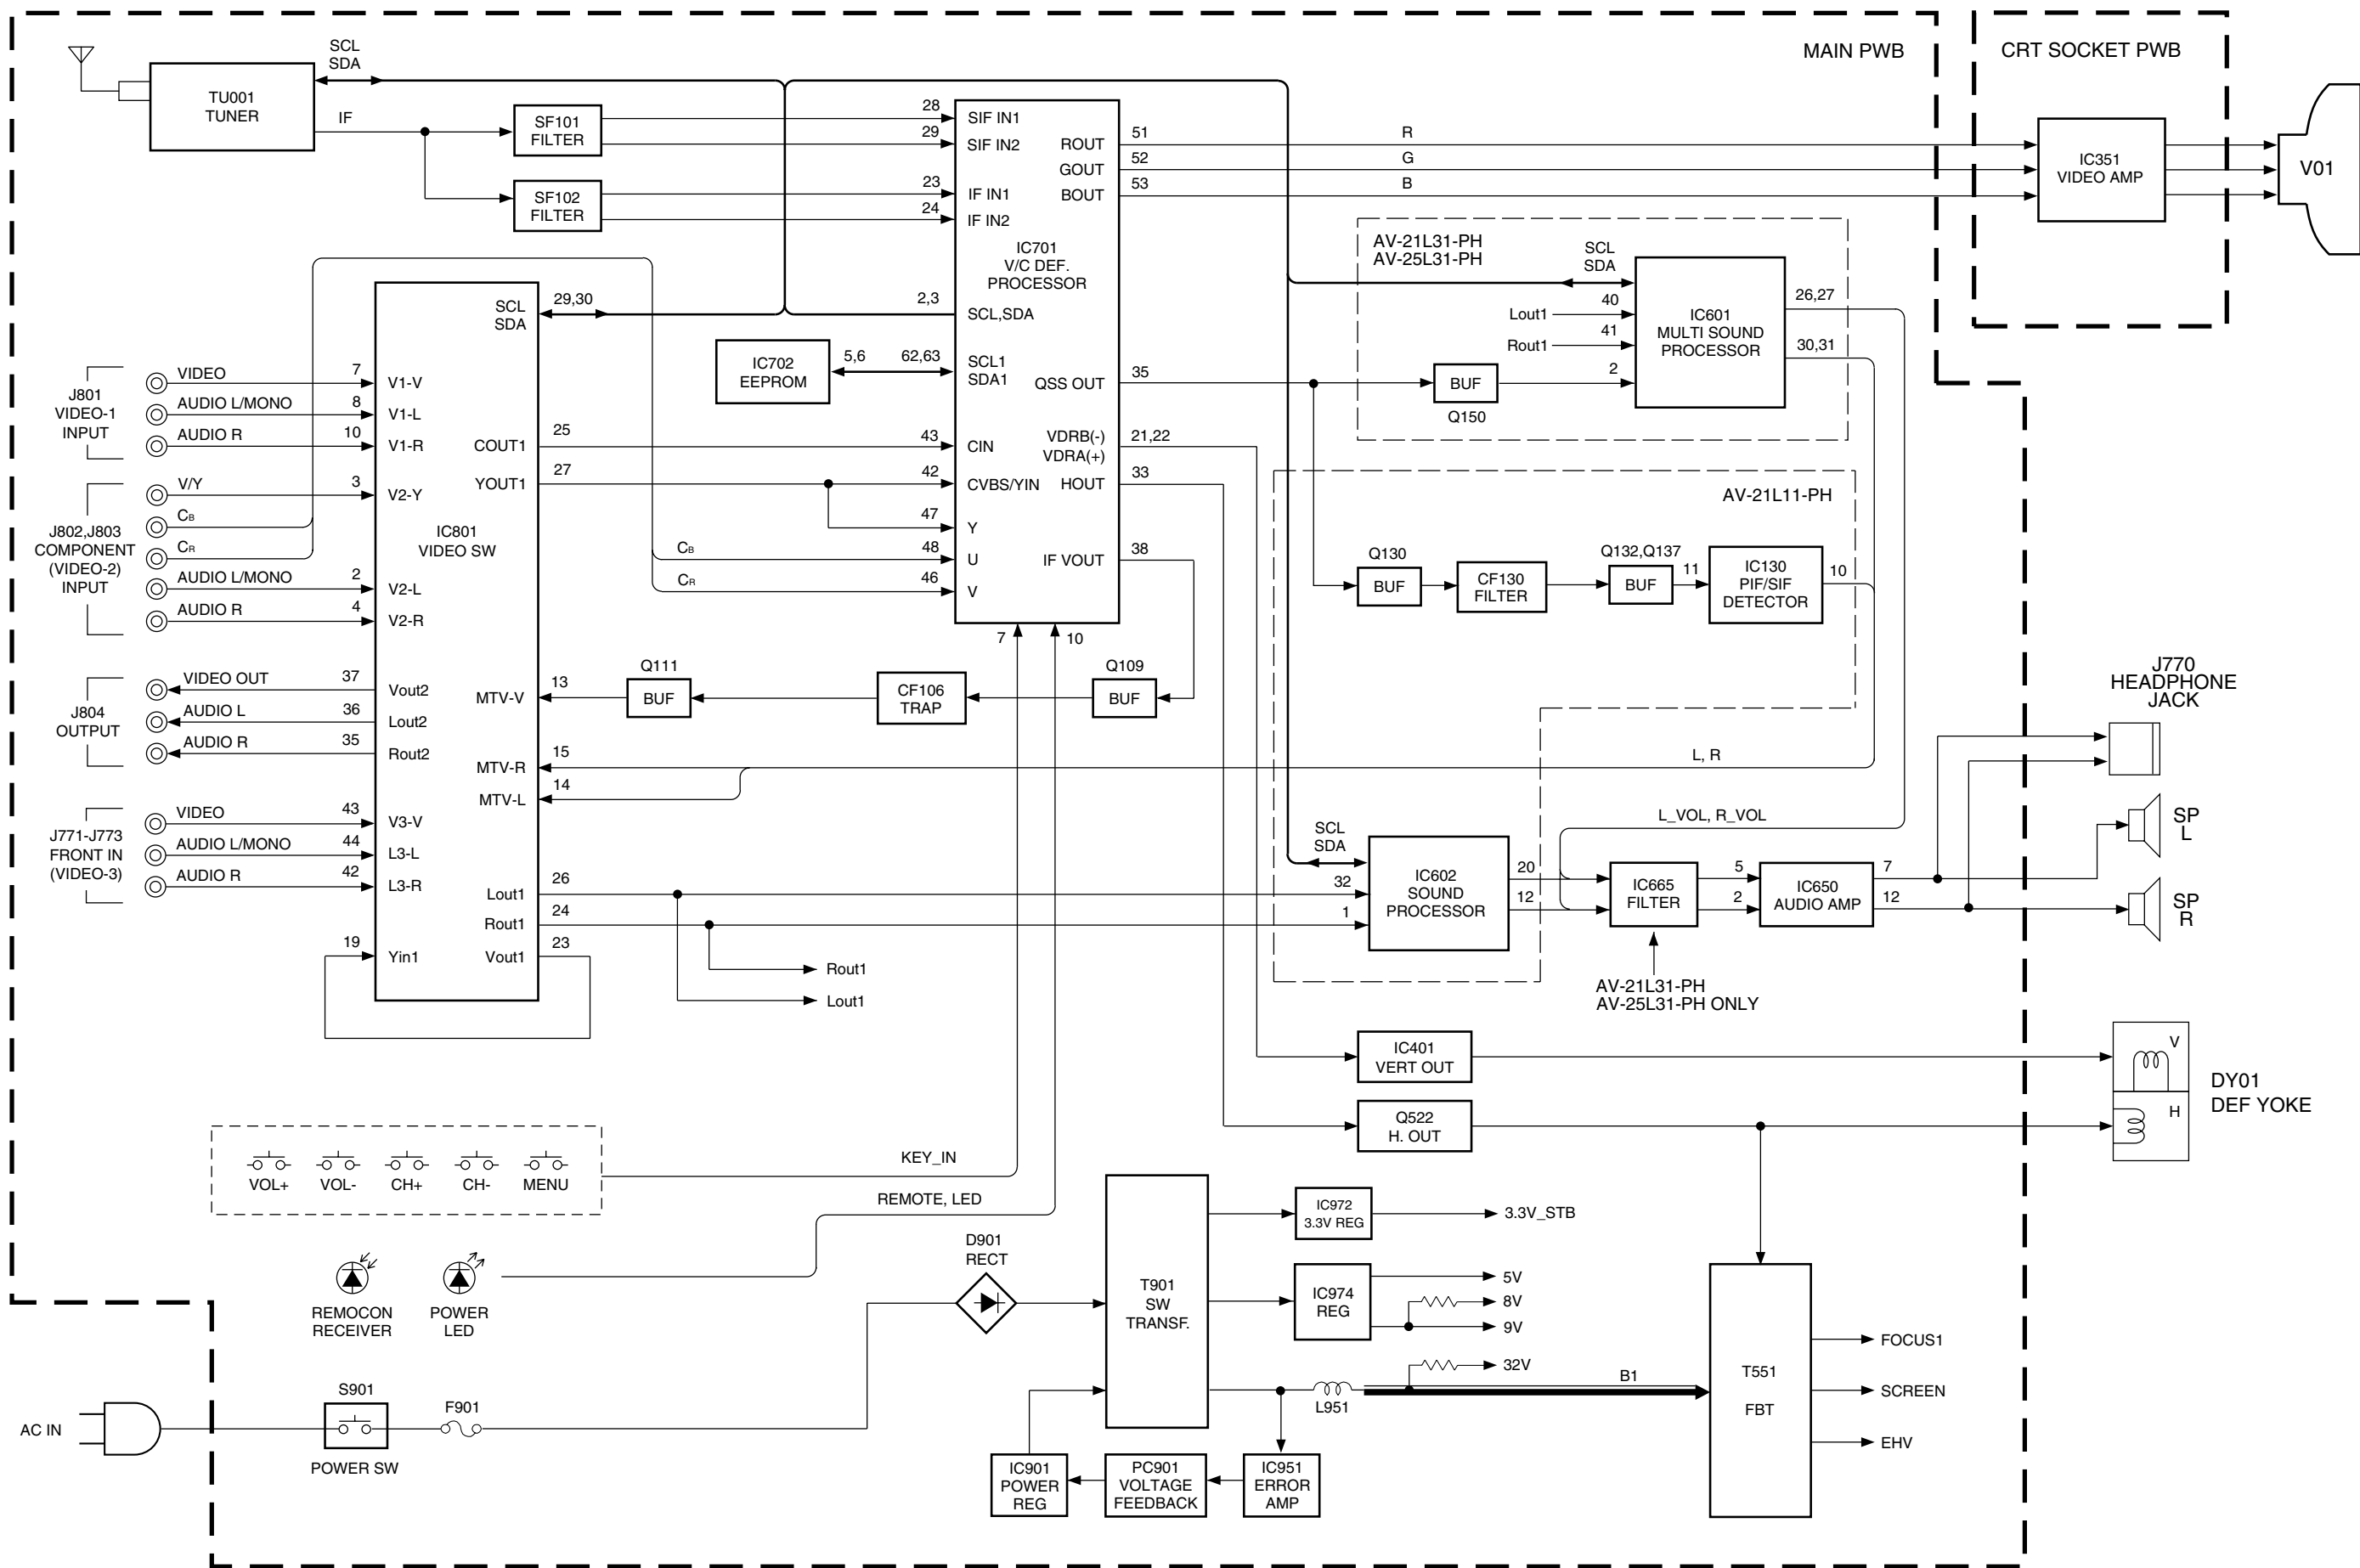 MAIN PWB
CRT SOCKET PWB
SCL
SDA
TU001
TUNER
IF
SF101
FILTER
SF102
FILTER
28
29
23
24
SIF IN1
SIF IN2
IF IN1
IF IN2
ROUT
GOUT
BOUT
51
52
53
R
G
B
IC351
VIDEO AMP
V01
IC701
V/C DEF.
PROCESSOR
2,3
SCL,SDA
62,63
SCL1
SDA1
43
CIN
42
CVBS/YIN
47
Y
48
U
46
V
QSS OUT
35
VDRB(-)
VDRA(+)
21,22
HOUT
33
IF VOUT
38
7
10
IC702
EEPROM
5,6
AV-21L31-PH
AV-25L31-PH
SCL
SDA
40
Lout1
41
Rout1
2
BUF
Q150
IC601
MULTI SOUND
PROCESSOR
26,27
30,31
AV-21L11-PH
Q130
BUF
CF130
FILTER
Q132,Q137
BUF
11
IC130
PIF/SIF
DETECTOR
10
J801
VIDEO-1
INPUT
VIDEO
7
V1-V
AUDIO L/MONO
8
V1-L
AUDIO R
10
V1-R
J802,J803
COMPONENT
(VIDEO-2)
INPUT
V/Y
3
V2-Y
CB
CR
AUDIO L/MONO
2
V2-L
AUDIO R
4
V2-R
J804
OUTPUT
VIDEO OUT
37
Vout2
AUDIO L
36
Lout2
AUDIO R
35
Rout2
J771-J773
FRONT IN
(VIDEO-3)
VIDEO
43
V3-V
AUDIO L/MONO
44
L3-L
AUDIO R
42
L3-R
19
Yin1
IC801
VIDEO SW
SCL
SDA
29,30
COUT1
25
YOUT1
27
CB
CR
MTV-V
13
Q111
BUF
CF106
TRAP
Q109
BUF
MTV-R
15
MTV-L
14
L, R
Lout1
26
Rout1
24
Vout1
23
Rout1
Lout1
SCL
SDA
32
1
IC602
SOUND
PROCESSOR
20
12
L_VOL, R_VOL
IC665
FILTER
5
2
IC650
AUDIO AMP
7
12
AV-21L31-PH
AV-25L31-PH ONLY
J770
HEADPHONE
JACK
SP
L
SP
R
IC401
VERT OUT
Q522
H. OUT
V
H
DY01
DEF YOKE
VOL+
VOL-
CH+
CH-
MENU
KEY_IN
REMOTE, LED
REMOCON
RECEIVER
POWER
LED
D901
RECT
T901
SW
TRANSF.
IC972
3.3V REG
3.3V_STB
IC974
REG
5V
8V
9V
32V
L951
B1
T551
FBT
FOCUS1
SCREEN
EHV
AC IN
S901
POWER SW
F901
IC901
POWER
REG
PC901
VOLTAGE
FEEDBACK
IC951
ERROR
AMP